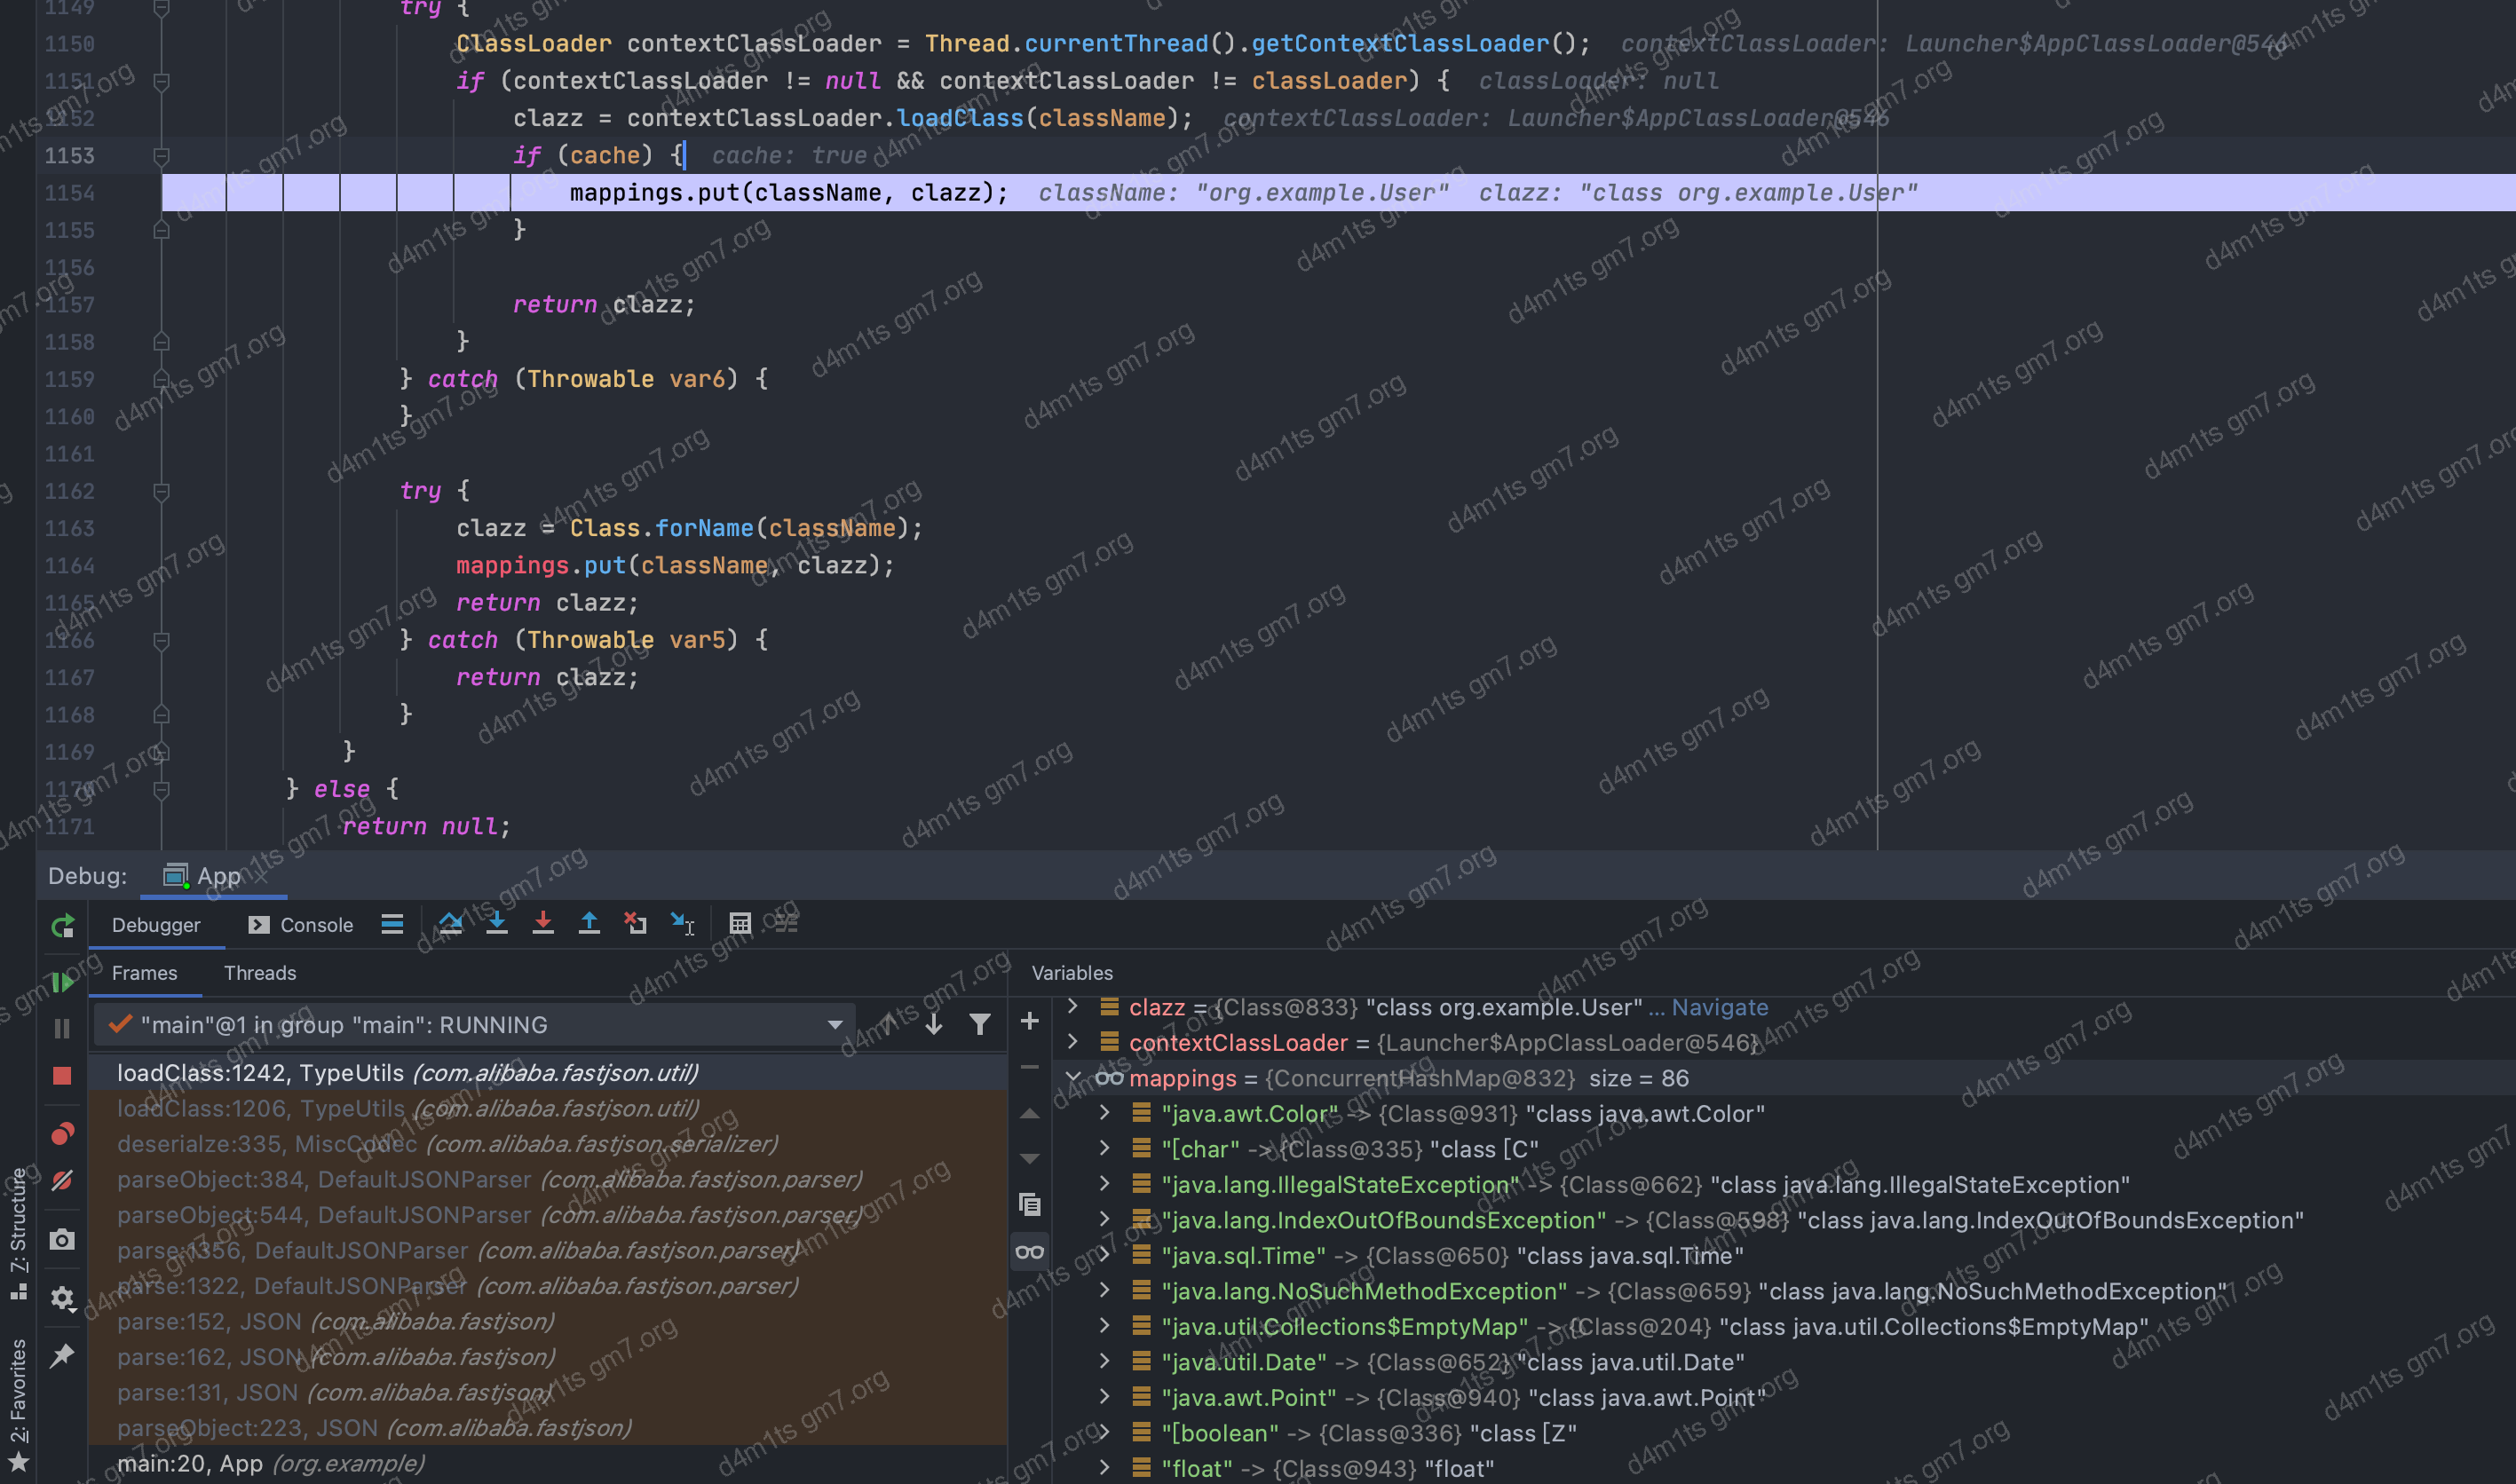 1149 try {
1150 ClassLoader contextClassLoader = Thread.currentThread().getContextClassLoader(); contextClassLoader: Launcher$AppClassLoader@546
1151 if (contextClassLoader != null && contextClassLoader != classLoader) { classLoader: null
1152 clazz = contextClassLoader.loadClass(className); contextClassLoader: Launcher$AppClassLoader@546
1153 if (cache) { cache: true
1154 mappings.put(className, clazz); className: "org.example.User" clazz: "class org.example.User"
1155 }
1156
1157 return clazz;
1158 }
1159 } catch (Throwable var6) {
1160 }
1161
1162 try {
1163 clazz = Class.forName(className);
1164 mappings.put(className, clazz);
1165 return clazz;
1166 } catch (Throwable var5) {
1167 return clazz;
1168 }
1169 }
1170 } else {
1171 return null;
Debug: App
Debugger Console
Frames Threads
Variables
"main"@1 in group "main": RUNNING
loadClass:1242, TypeUtils (com.alibaba.fastjson.util)
loadClass:1206, TypeUtils (com.alibaba.fastjson.util)
deserialze:335, MiscCodec (com.alibaba.fastjson.serializer)
parseObject:384, DefaultJSONParser (com.alibaba.fastjson.parser)
parseObject:544, DefaultJSONParser (com.alibaba.fastjson.parser)
parse:1356, DefaultJSONParser (com.alibaba.fastjson.parser)
parse:1322, DefaultJSONParser (com.alibaba.fastjson.parser)
parse:152, JSON (com.alibaba.fastjson)
parse:162, JSON (com.alibaba.fastjson)
parse:131, JSON (com.alibaba.fastjson)
parseObject:223, JSON (com.alibaba.fastjson)
main:20, App (org.example)
clazz = {Class@833} "class org.example.User" ... Navigate
contextClassLoader = {Launcher$AppClassLoader@546}
mappings = {ConcurrentHashMap@832} size = 86
"java.awt.Color" -> {Class@931} "class java.awt.Color"
"[char" -> {Class@335} "class [C"
"java.lang.IllegalStateException" -> {Class@662} "class java.lang.IllegalStateException"
"java.lang.IndexOutOfBoundsException" -> {Class@598} "class java.lang.IndexOutOfBoundsException"
"java.sql.Time" -> {Class@650} "class java.sql.Time"
"java.lang.NoSuchMethodException" -> {Class@659} "class java.lang.NoSuchMethodException"
"java.util.Collections$EmptyMap" -> {Class@204} "class java.util.Collections$EmptyMap"
"java.util.Date" -> {Class@652} "class java.util.Date"
"java.awt.Point" -> {Class@940} "class java.awt.Point"
"[boolean" -> {Class@336} "class [Z"
"float" -> {Class@943} "float"
7: Structure
2: Favorites
d4m1ts gm7.org